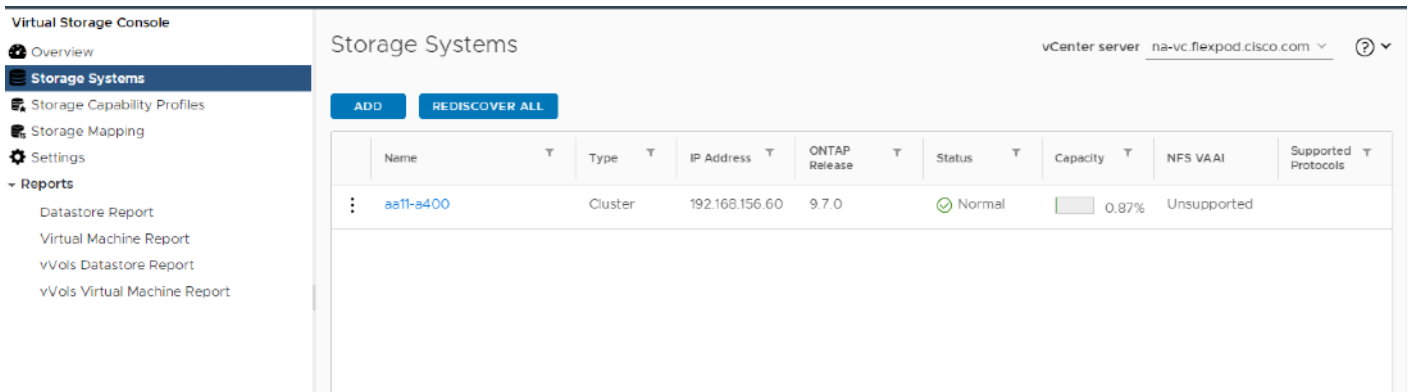 Virtual Storage Console
Overview
Storage Systems
Storage Capability Profiles
Storage Mapping
Settings
Reports
Datastore Report
Virtual Machine Report
vVols Datastore Report
vVols Virtual Machine Report
Storage Systems
vCenter server na-vc.flexpod.cisco.com
ADD REDISCOVER ALL
Name Type IP Address ONTAP Release Status Capacity NFS VAAI Supported Protocols
aa11-a400 Cluster 192.168.156.60 9.7.0 Normal 0.87% Unsupported